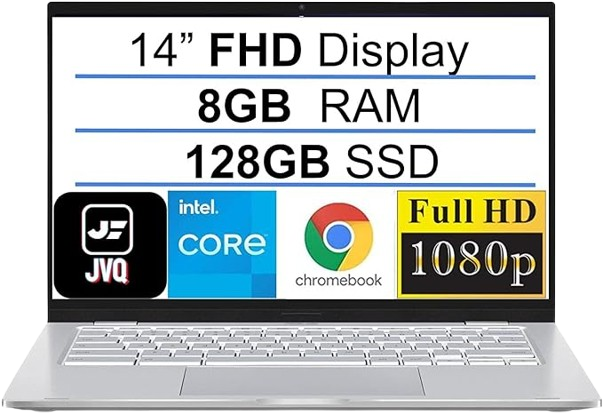 14” FHD Display
8GB RAM
128GB SSD
JVQ
intel.
CORE
chromebook
Full HD
1080p